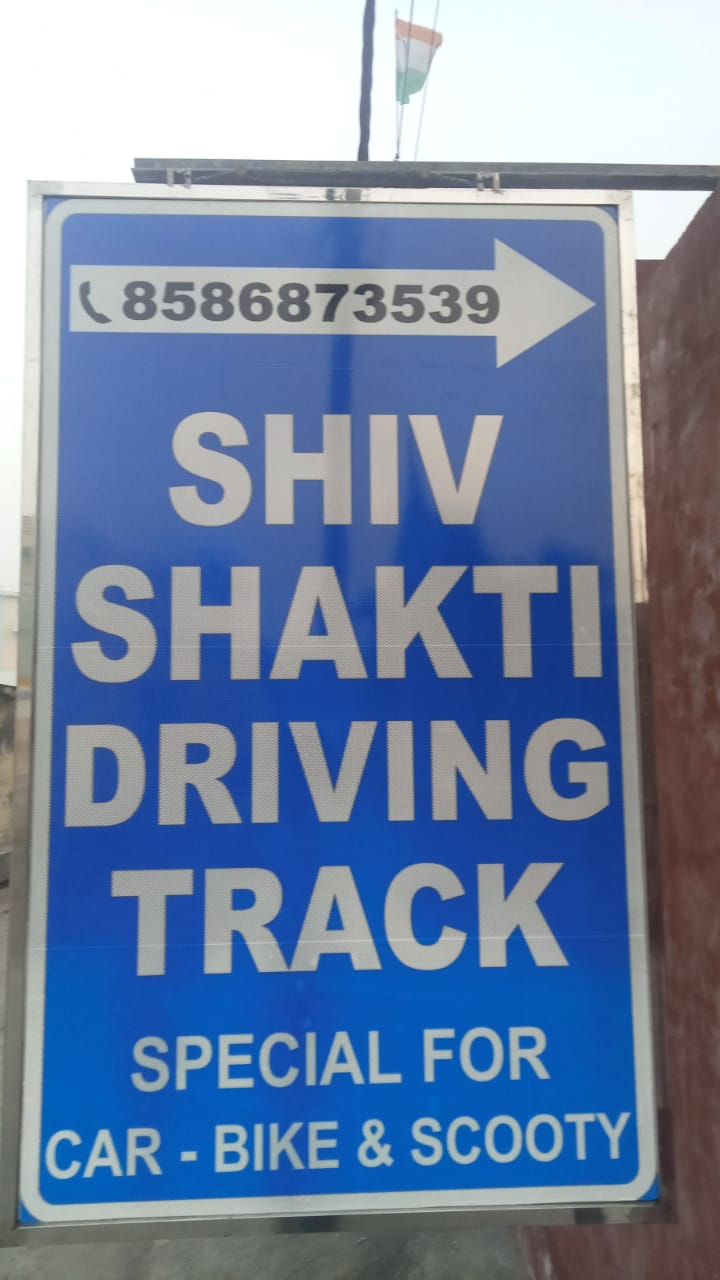 8586873539
SHIV
SHAKTI
DRIVING
TRACK
SPECIAL FOR
CAR - BIKE & SCOOTY